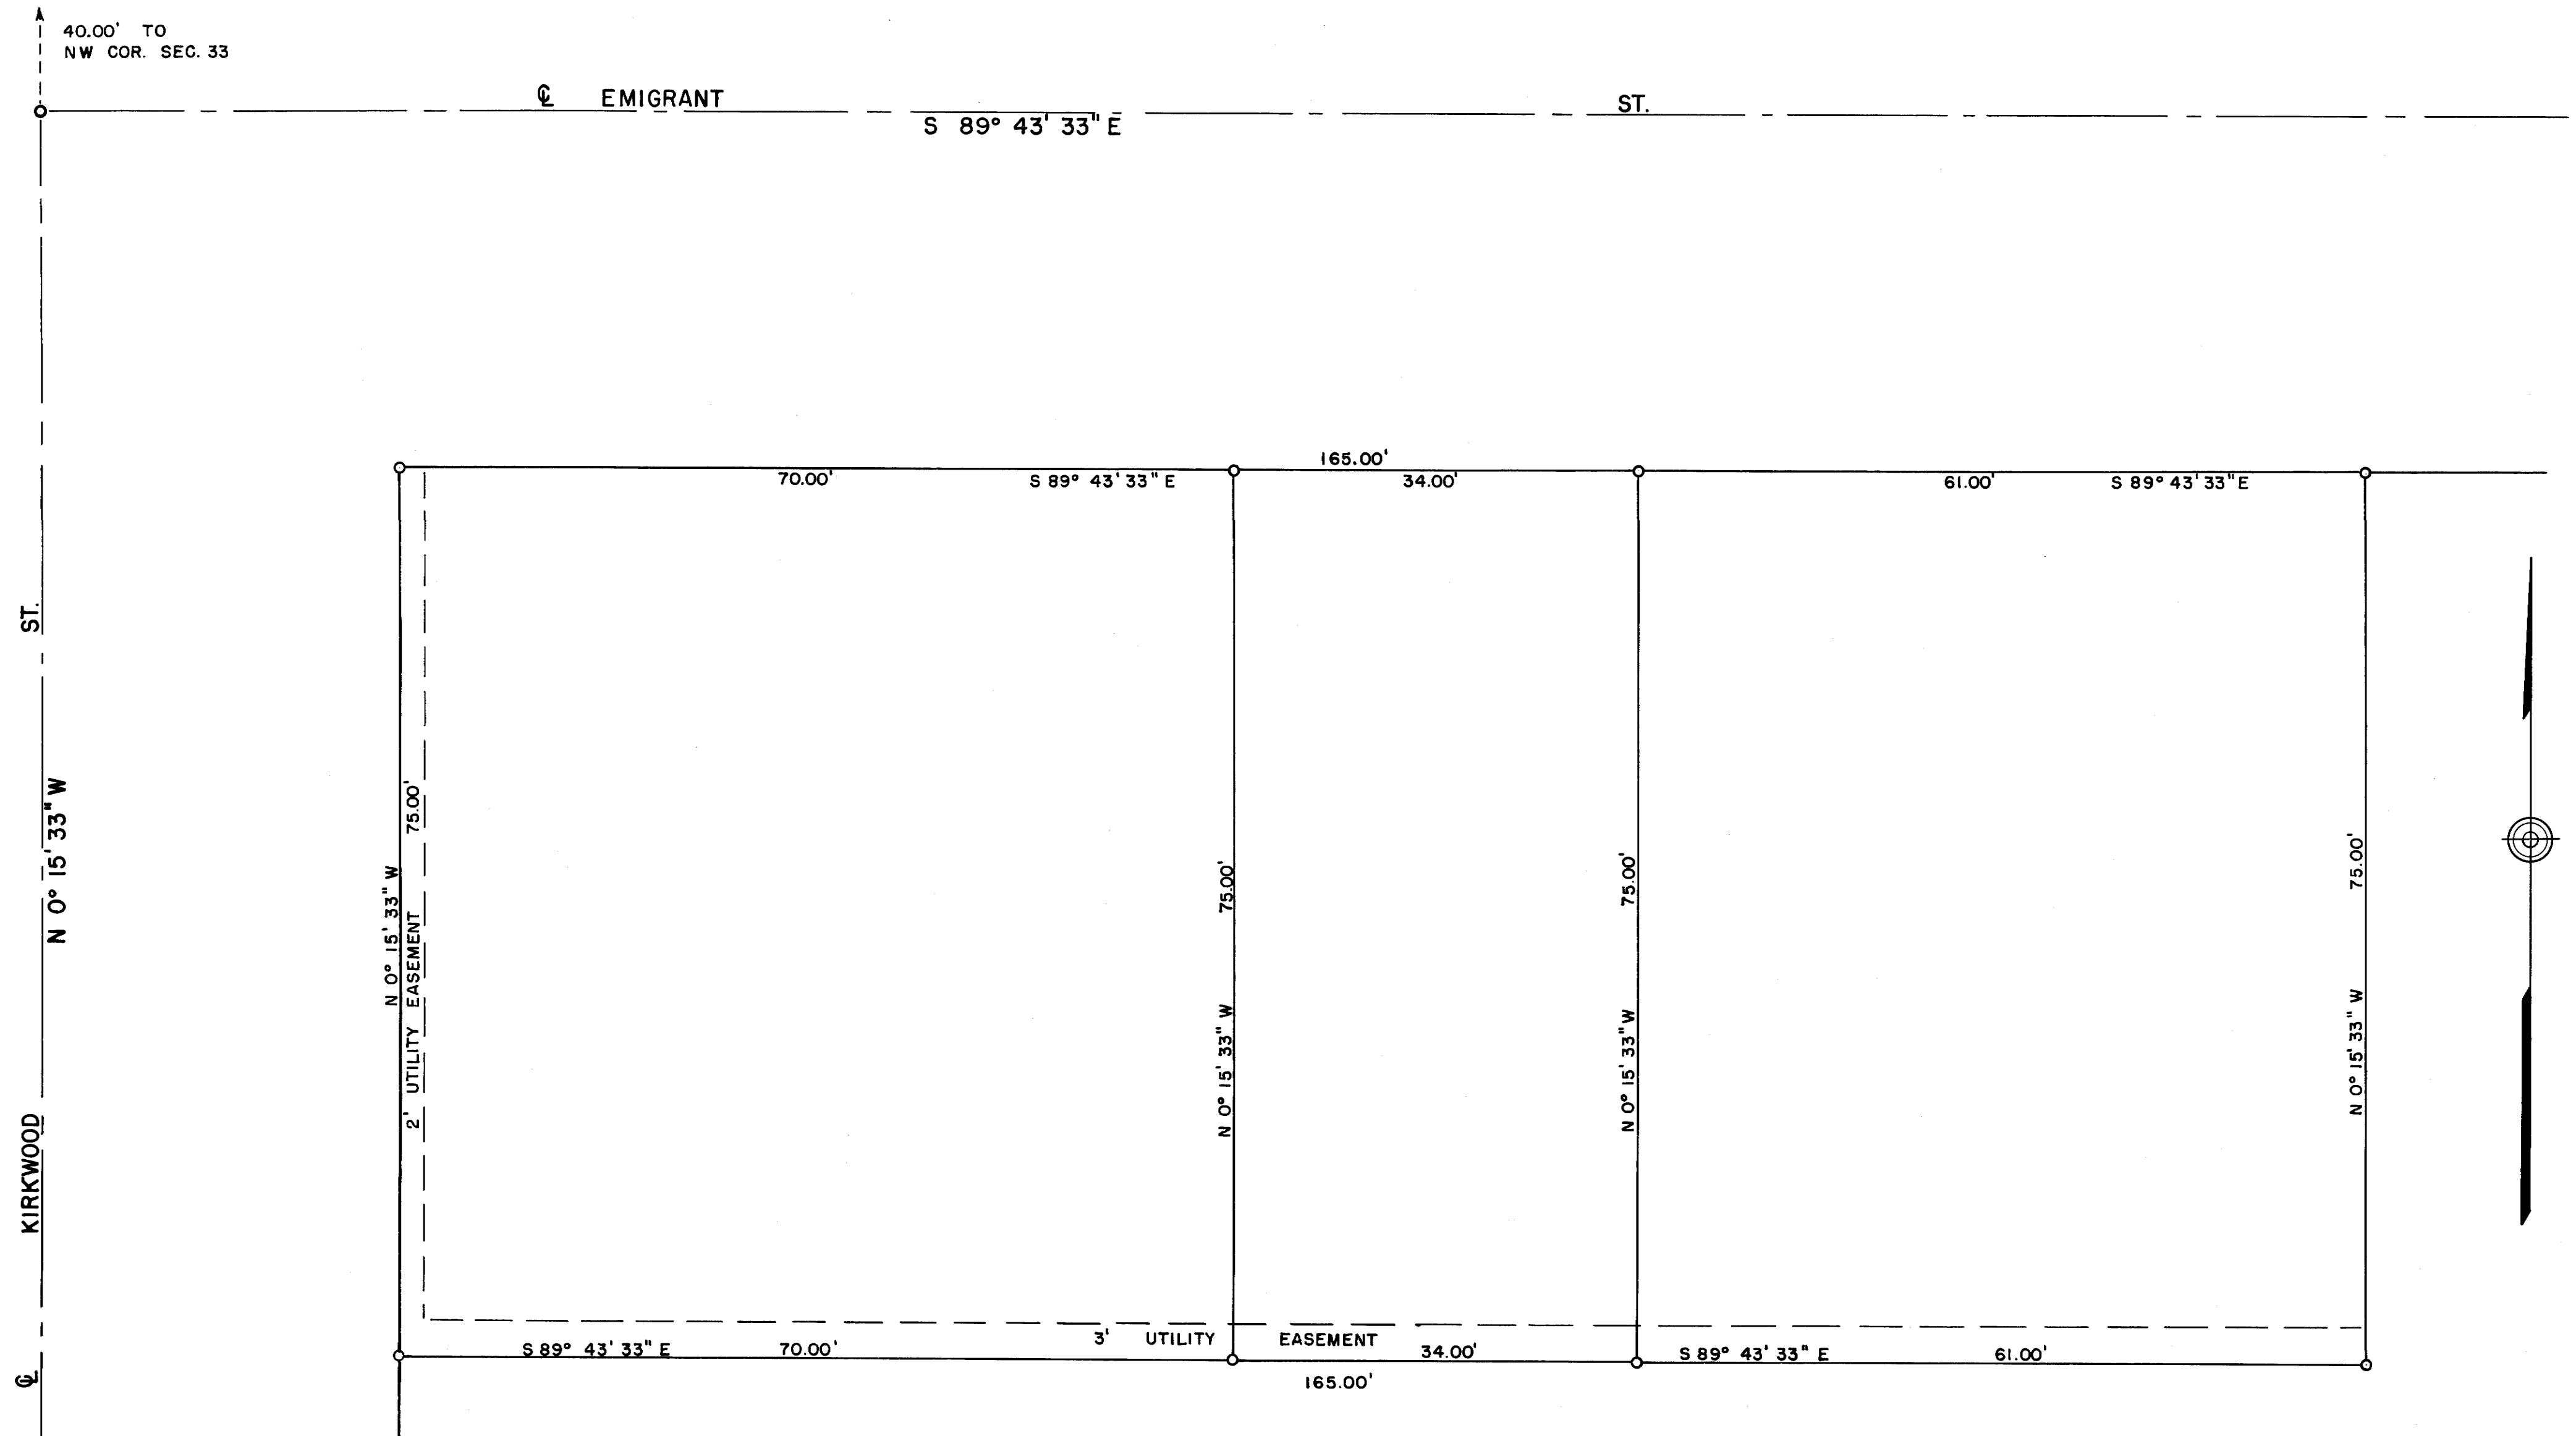 40.00' TO
NW COR. SEC. 33
℄ EMIGRANT ST.
S 89° 43' 33" E
165.00'
70.00' S 89° 43' 33" E 34.00' 61.00' S 89° 43' 33" E
℄ KIRKWOOD ST.
N 0° 15' 33" W
N 0° 15' 33" W
2' UTILITY EASEMENT 75.00'
N 0° 15' 33" W 75.00'
N 0° 15' 33" W 75.00'
N 0° 15' 33" W 75.00'
3' UTILITY EASEMENT
S 89° 43' 33" E 70.00' 34.00' S 89° 43' 33" E 61.00'
165.00'